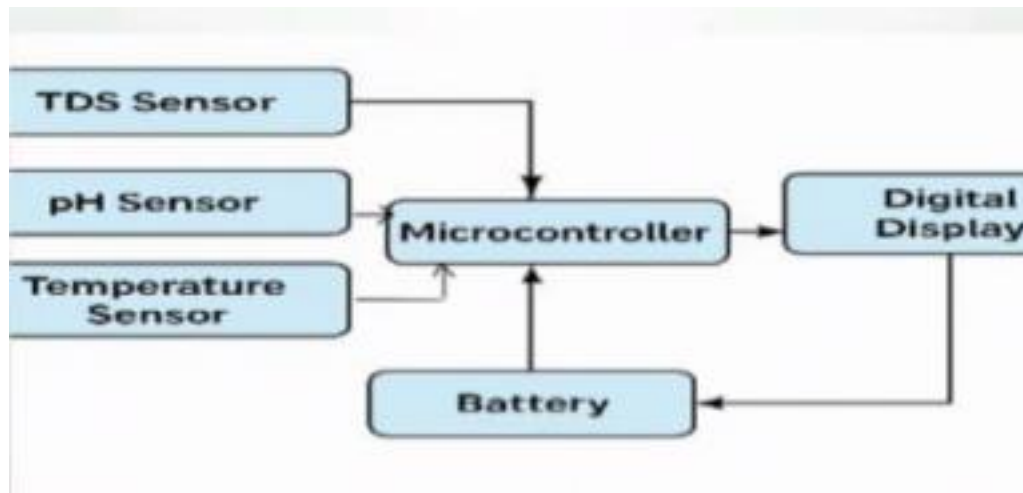 TDS Sensor
pH Sensor
Microcontroller
Digital
Display
Temperature
Sensor
Battery